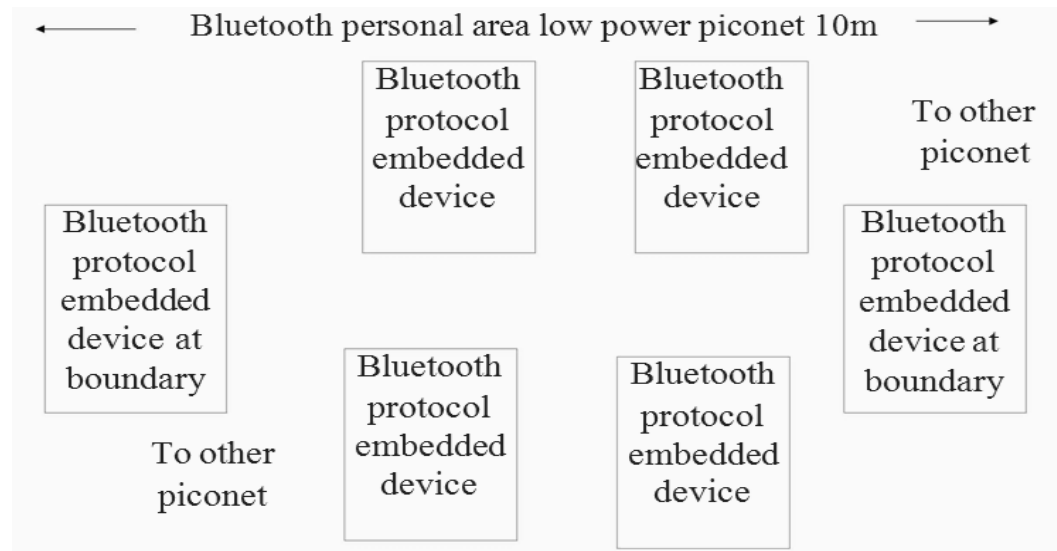 Bluetooth personal area low power piconet 10m
Bluetooth
protocol
embedded
device
Bluetooth
protocol
embedded
device
To other
piconet
Bluetooth
protocol
embedded
device at
boundary
Bluetooth
protocol
embedded
device at
boundary
Bluetooth
protocol
embedded
device
Bluetooth
protocol
embedded
device
To other
piconet